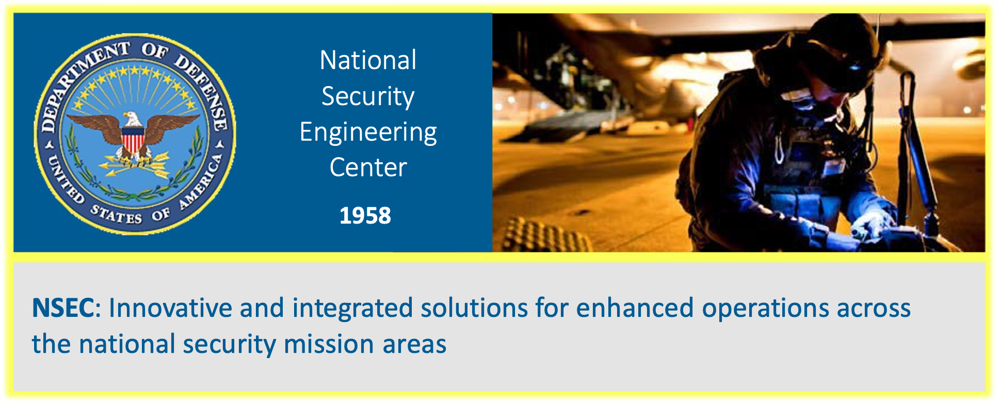 DEPARTMENT OF DEFENSE
UNITED STATES OF AMERICA
National
Security
Engineering
Center
1958
NSEC: Innovative and integrated solutions for enhanced operations across
the national security mission areas